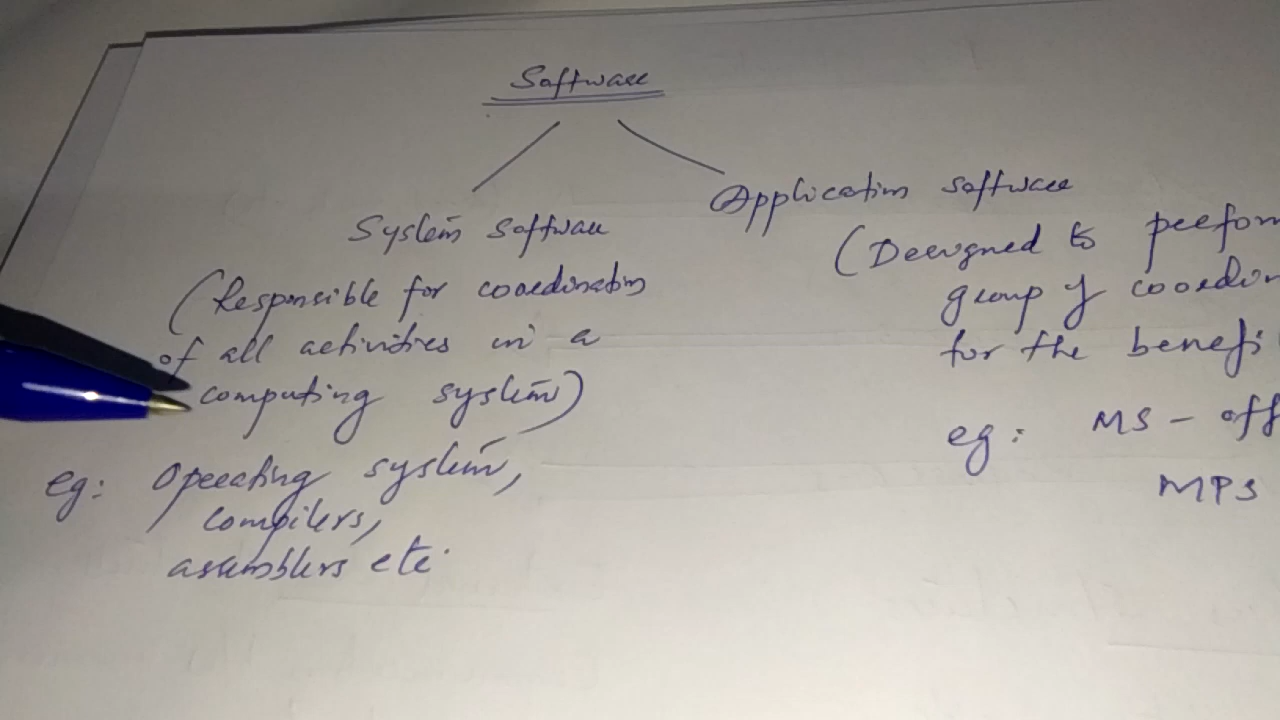 Software
System Software
(Responsible for coordination
of all activities in a
computing system)
eg: Operating system,
compilers,
assemblers etc.
Application software
(Designed to perfom
group of coordin
for the benefi
eg: MS - off
MPS